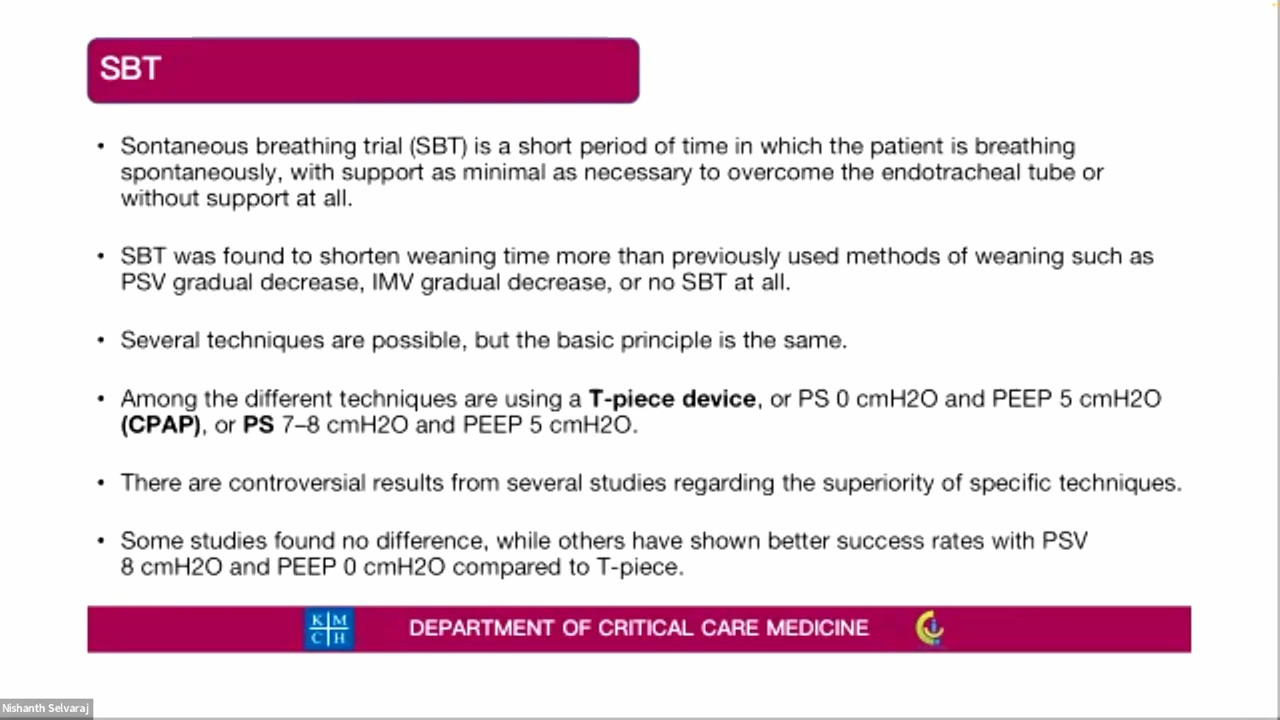 SBT
• Sontaneous breathing trial (SBT) is a short period of time in which the patient is breathing
spontaneously, with support as minimal as necessary to overcome the endotracheal tube or
without support at all.
• SBT was found to shorten weaning time more than previously used methods of weaning such as
PSV gradual decrease, IMV gradual decrease, or no SBT at all.
• Several techniques are possible, but the basic principle is the same.
• Among the different techniques are using a T-piece device, or PS 0 cmH2O and PEEP 5 cmH2O
(CPAP), or PS 7–8 cmH2O and PEEP 5 cmH2O.
• There are controversial results from several studies regarding the superiority of specific techniques.
• Some studies found no difference, while others have shown better success rates with PSV
8 cmH2O and PEEP 0 cmH2O compared to T-piece.
K M
C H
DEPARTMENT OF CRITICAL CARE MEDICINE
Nishanth Selvaraj